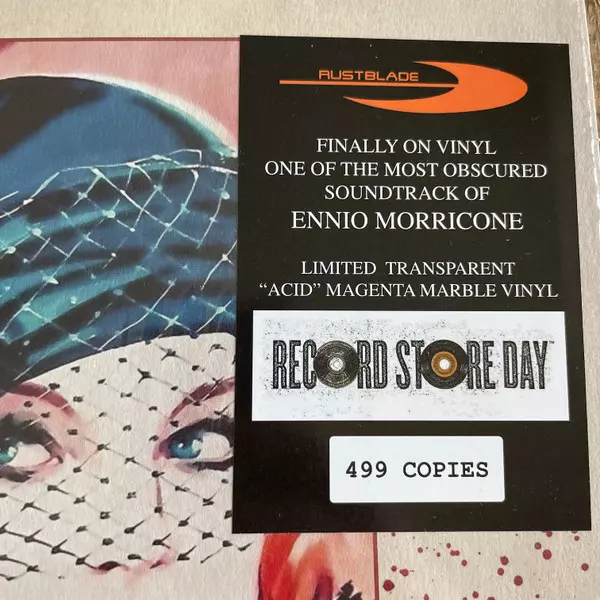 RUSTBLADE
FINALLY ON VINYL
ONE OF THE MOST OBSCURED
SOUNDTRACK OF
ENNIO MORRICONE
LIMITED TRANSPARENT
“ACID” MAGENTA MARBLE VINYL
RECORD STORE DAY™
499 COPIES